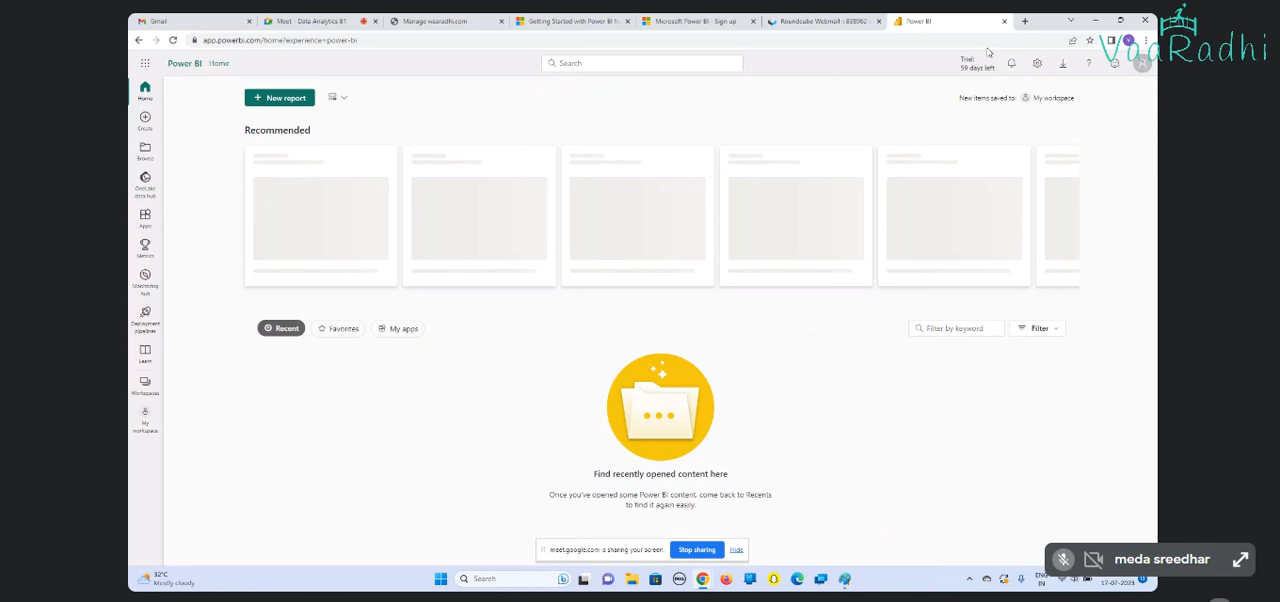 Gmail
Meet - Data Analytics BT
Manage vaaradhi.com
Getting Started with Power BI
Microsoft Power BI - Sign up
Roundcube Webmail : 838962
Power BI
app.powerbi.com/home?experience=power-bi
VaaRadhi
Power BI Home
Search
Trial:
59 days left
Home
Create
Browse
OneLake
data hub
Apps
Metrics
Monitoring
hub
Deployment
pipelines
Learn
Workspaces
My
workspace
+ New report
New items saved to: My workspace
Recommended
Recent
Favorites
My apps
Filter by keyword
Filter
Find recently opened content here
Once you've opened some Power BI content, come back to Recents
to find it again easily.
meet.google.com is sharing your screen.
Stop sharing
Hide
meda sreedhar
32°C
Mostly cloudy
Search
ENG
IN
17-07-2023